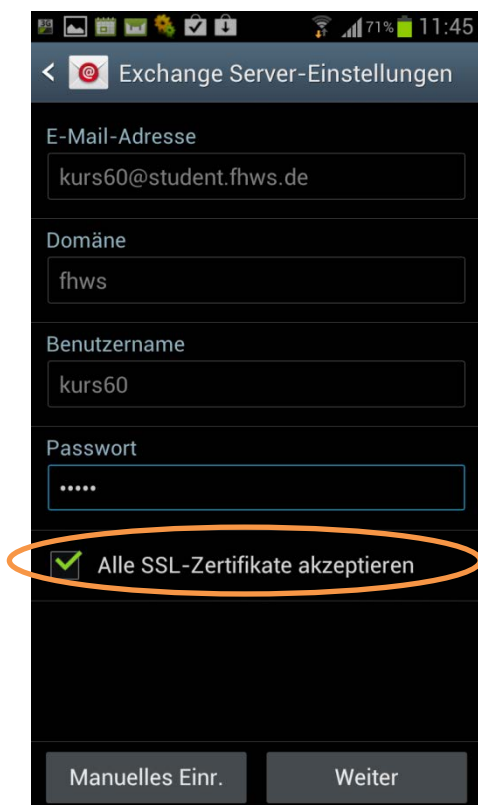 3G 71% 11:45
< @ Exchange Server-Einstellungen
E-Mail-Adresse
kurs60@student.fhws.de
Domäne
fhws
Benutzername
kurs60
Passwort
•••••
Alle SSL-Zertifikate akzeptieren
Manuelles Einr. Weiter